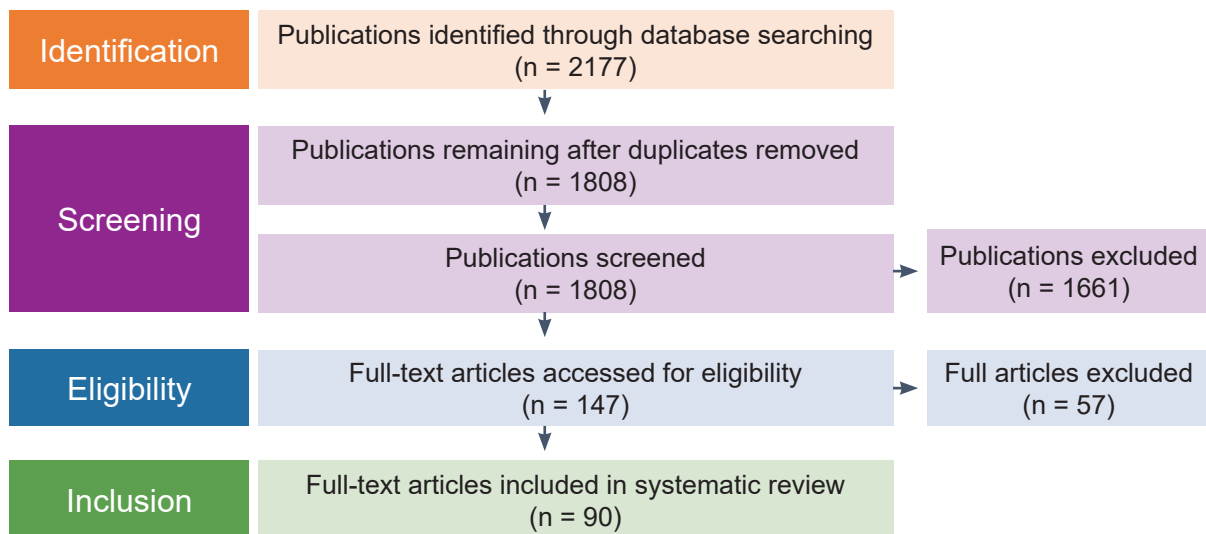 Identification
Publications identified through database searching
(n = 2177)
Screening
Publications remaining after duplicates removed
(n = 1808)
Publications screened
(n = 1808)
Publications excluded
(n = 1661)
Eligibility
Full-text articles accessed for eligibility
(n = 147)
Full articles excluded
(n = 57)
Inclusion
Full-text articles included in systematic review
(n = 90)